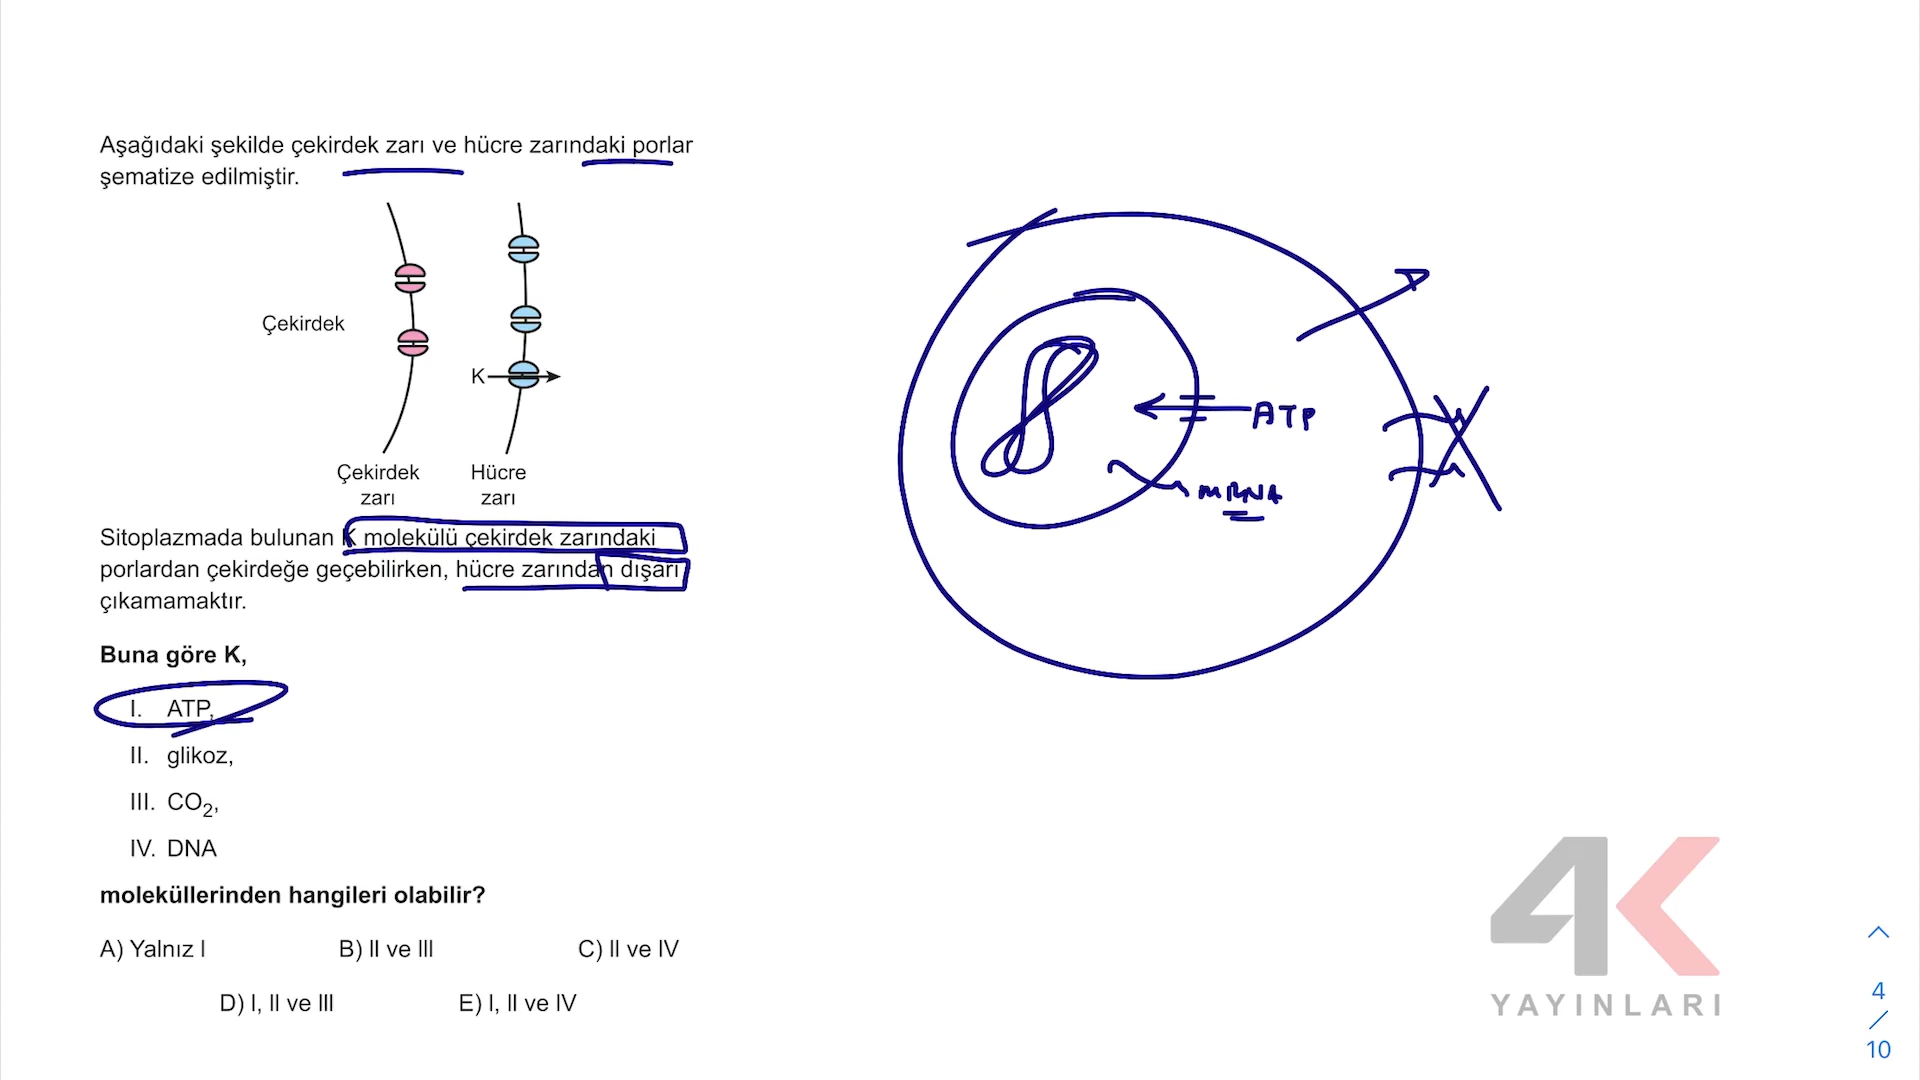 Aşağıdaki şekilde çekirdek zarı ve hücre zarındaki porlar
şematize edilmiştir.
Çekirdek
K
Çekirdek
zarı
Hücre
zarı
Sitoplazmada bulunan K molekülü çekirdek zarındaki
porlardan çekirdeğe geçebilirken, hücre zarından dışarı
çıkamamaktır.
Buna göre K,
I. ATP,
II. glikoz,
III. CO₂,
IV. DNA
moleküllerinden hangileri olabilir?
A) Yalnız I B) II ve III C) II ve IV
D) I, II ve III E) I, II ve IV
ATP
mRNA
4K
YAYINLARI
4
/
10